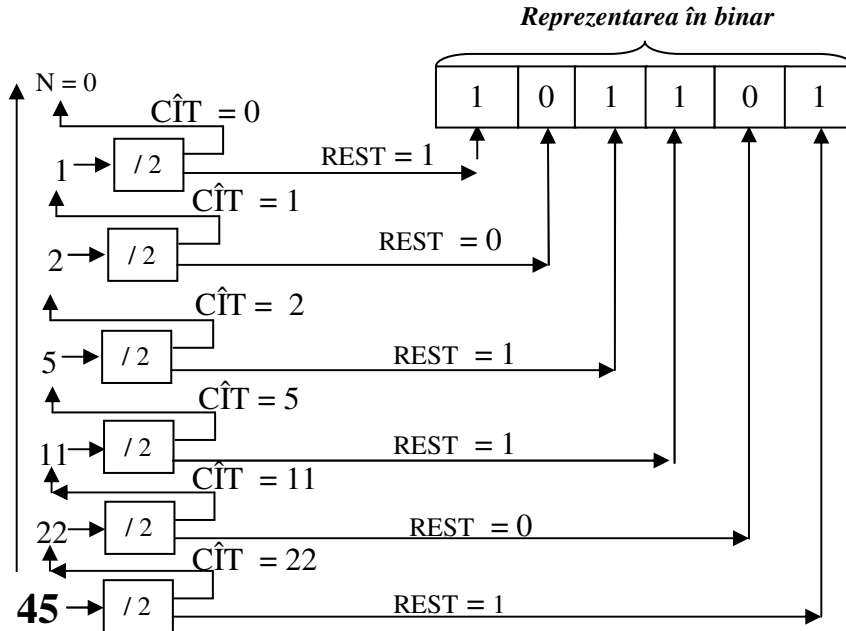 Reprezentarea în binar
N = 0
1 0 1 1 0 1
CÎT = 0
1 / 2 REST = 1
CÎT = 1
2 / 2 REST = 0
CÎT = 2
5 / 2 REST = 1
CÎT = 5
11 / 2 REST = 1
CÎT = 11
22 / 2 REST = 0
CÎT = 22
45 / 2 REST = 1